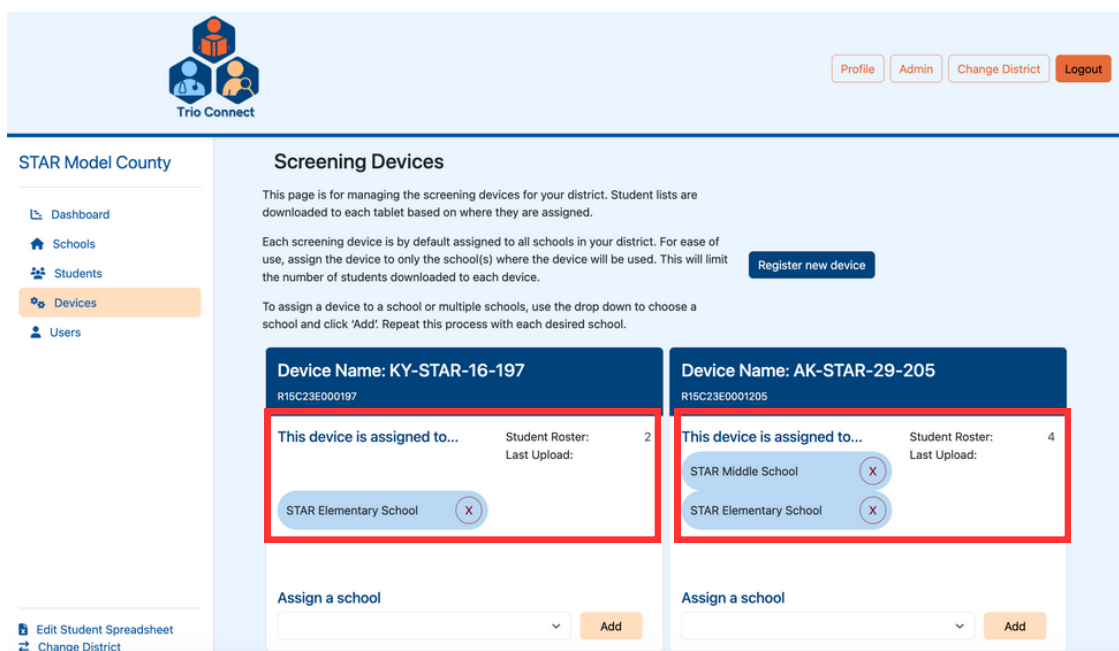 Trio Connect
Profile
Admin
Change District
Logout
STAR Model County
Dashboard
Schools
Students
Devices
Users
Edit Student Spreadsheet
Change District
Screening Devices
This page is for managing the screening devices for your district. Student lists are
downloaded to each tablet based on where they are assigned.
Each screening device is by default assigned to all schools in your district. For ease of
use, assign the device to only the school(s) where the device will be used. This will limit
the number of students downloaded to each device.
To assign a device to a school or multiple schools, use the drop down to choose a
school and click ‘Add’. Repeat this process with each desired school.
Register new device
Device Name: KY-STAR-16-197
R15C23E000197
This device is assigned to...
Student Roster: 2
Last Upload:
STAR Elementary School X
Assign a school
Add
Device Name: AK-STAR-29-205
R15C23E0001205
This device is assigned to...
Student Roster: 4
Last Upload:
STAR Middle School X
STAR Elementary School X
Assign a school
Add